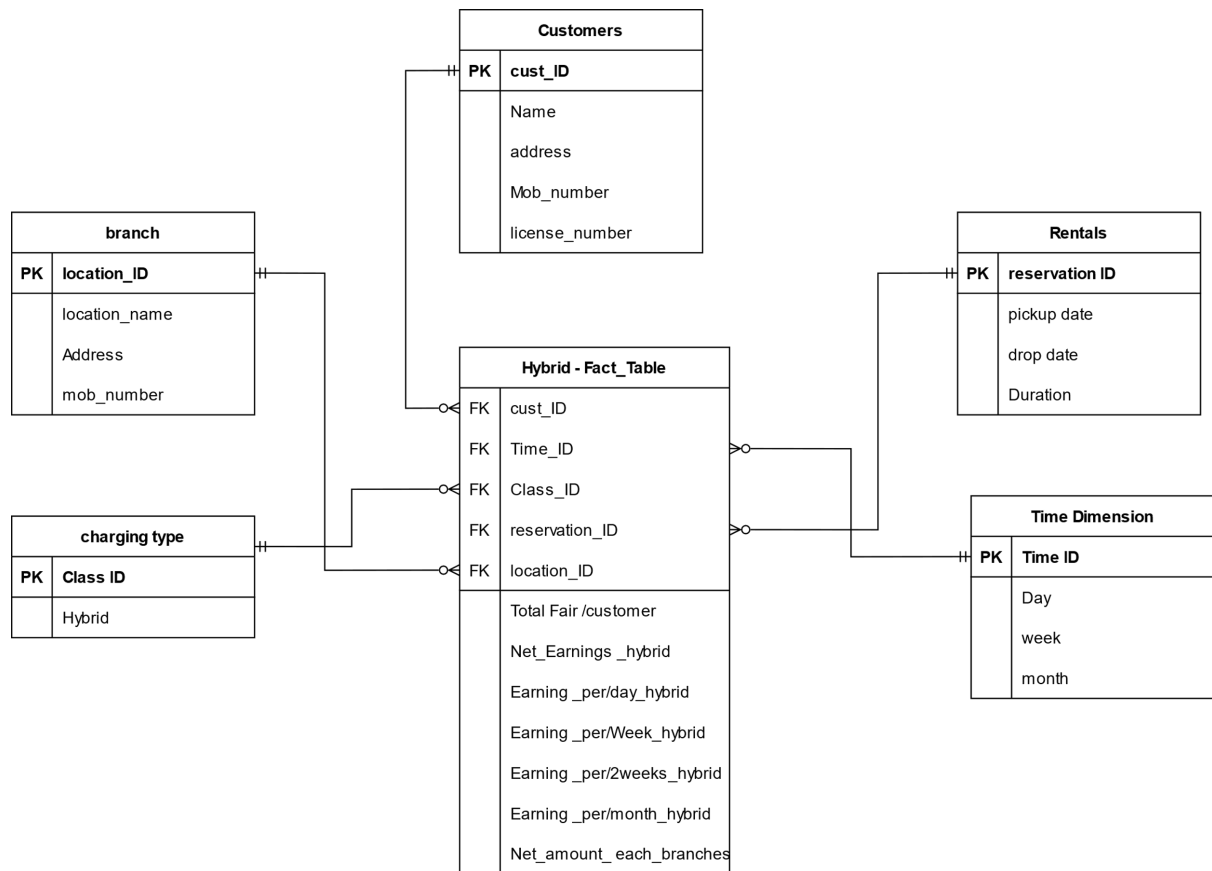 Customers
PK cust_ID
Name
address
Mob_number
license_number
branch
PK location_ID
location_name
Address
mob_number
Rentals
PK reservation ID
pickup date
drop date
Duration
Hybrid - Fact_Table
FK cust_ID
FK Time_ID
FK Class_ID
FK reservation_ID
FK location_ID
Total Fair /customer
Net_Earnings _hybrid
Earning _per/day_hybrid
Earning _per/Week_hybrid
Earning _per/2weeks_hybrid
Earning _per/month_hybrid
Net_amount_ each_branches
charging type
PK Class ID
Hybrid
Time Dimension
PK Time ID
Day
week
month